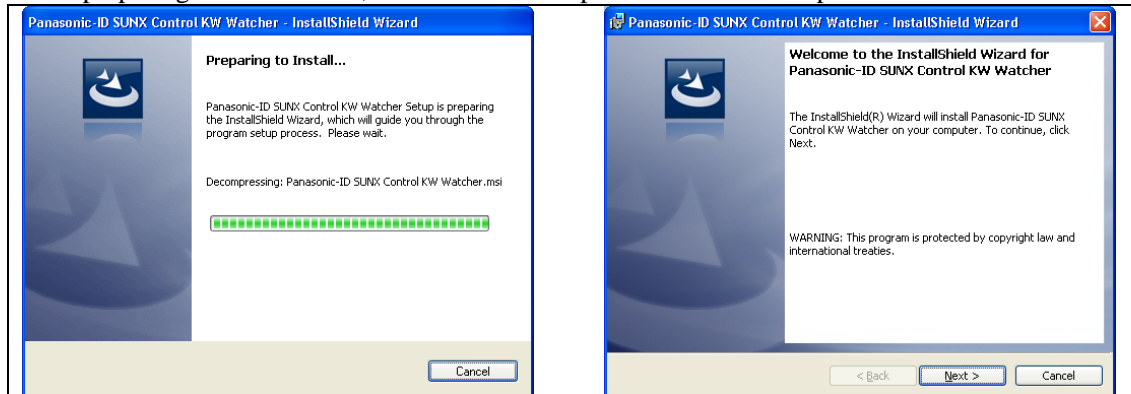 Panasonic-ID SUNX Control KW Watcher - InstallShield Wizard
Preparing to Install...
Panasonic-ID SUNX Control KW Watcher Setup is preparing
the InstallShield Wizard, which will guide you through the
program setup process. Please wait.
Decompressing: Panasonic-ID SUNX Control KW Watcher.msi
Cancel
Panasonic-ID SUNX Control KW Watcher - InstallShield Wizard
Welcome to the InstallShield Wizard for
Panasonic-ID SUNX Control KW Watcher
The InstallShield(R) Wizard will install Panasonic-ID SUNX
Control KW Watcher on your computer. To continue, click
Next.
WARNING: This program is protected by copyright law and
international treaties.
< Back
Next >
Cancel